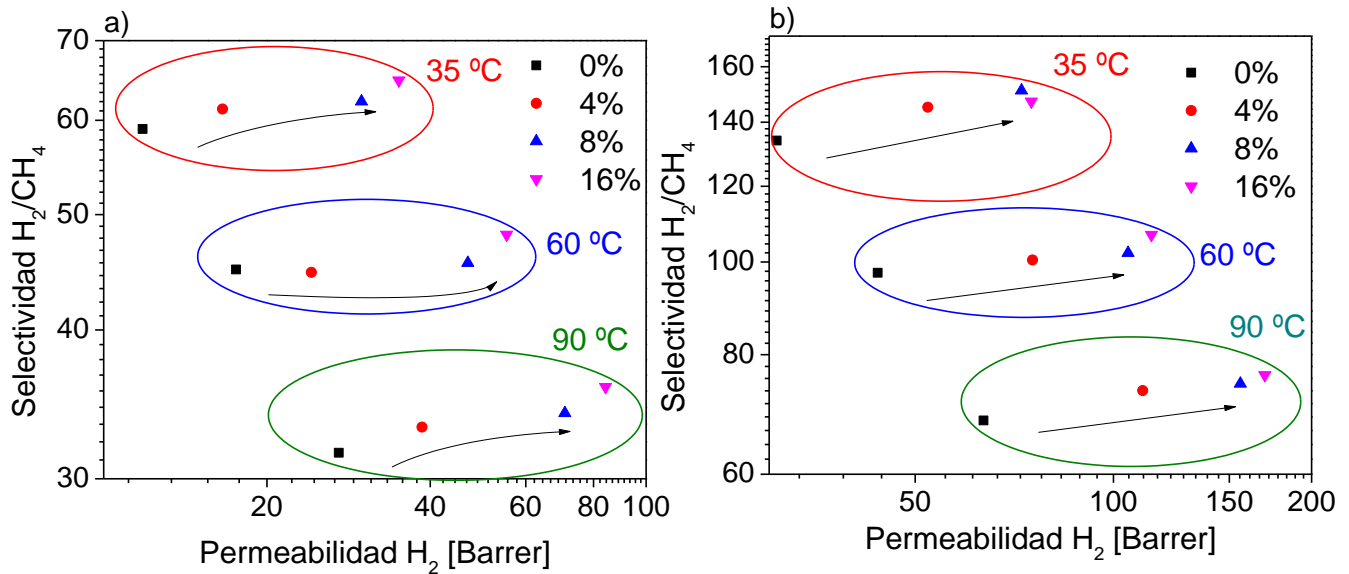 a)
Selectividad H₂/CH₄
70
60
50
40
30
35 ºC
60 ºC
90 ºC
0%
4%
8%
16%
20
40
60
80
100
Permeabilidad H₂ [Barrer]
b)
Selectividad H₂/CH₄
160
140
120
100
80
60
35 ºC
60 ºC
90 ºC
0%
4%
8%
16%
50
100
150
200
Permeabilidad H₂ [Barrer]